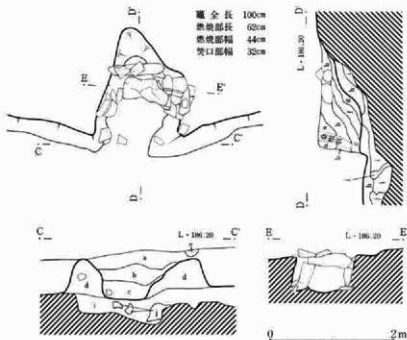 竈全長 100cm
燃焼部長 62cm
燃焼部幅 44cm
焚口部幅 32cm
D'
E
E'
C
C'
D
D'
L・186.20
D
C
C'
L・186.20
a
b
c
d
d
i
j
E
E'
L・186.20
0 2m